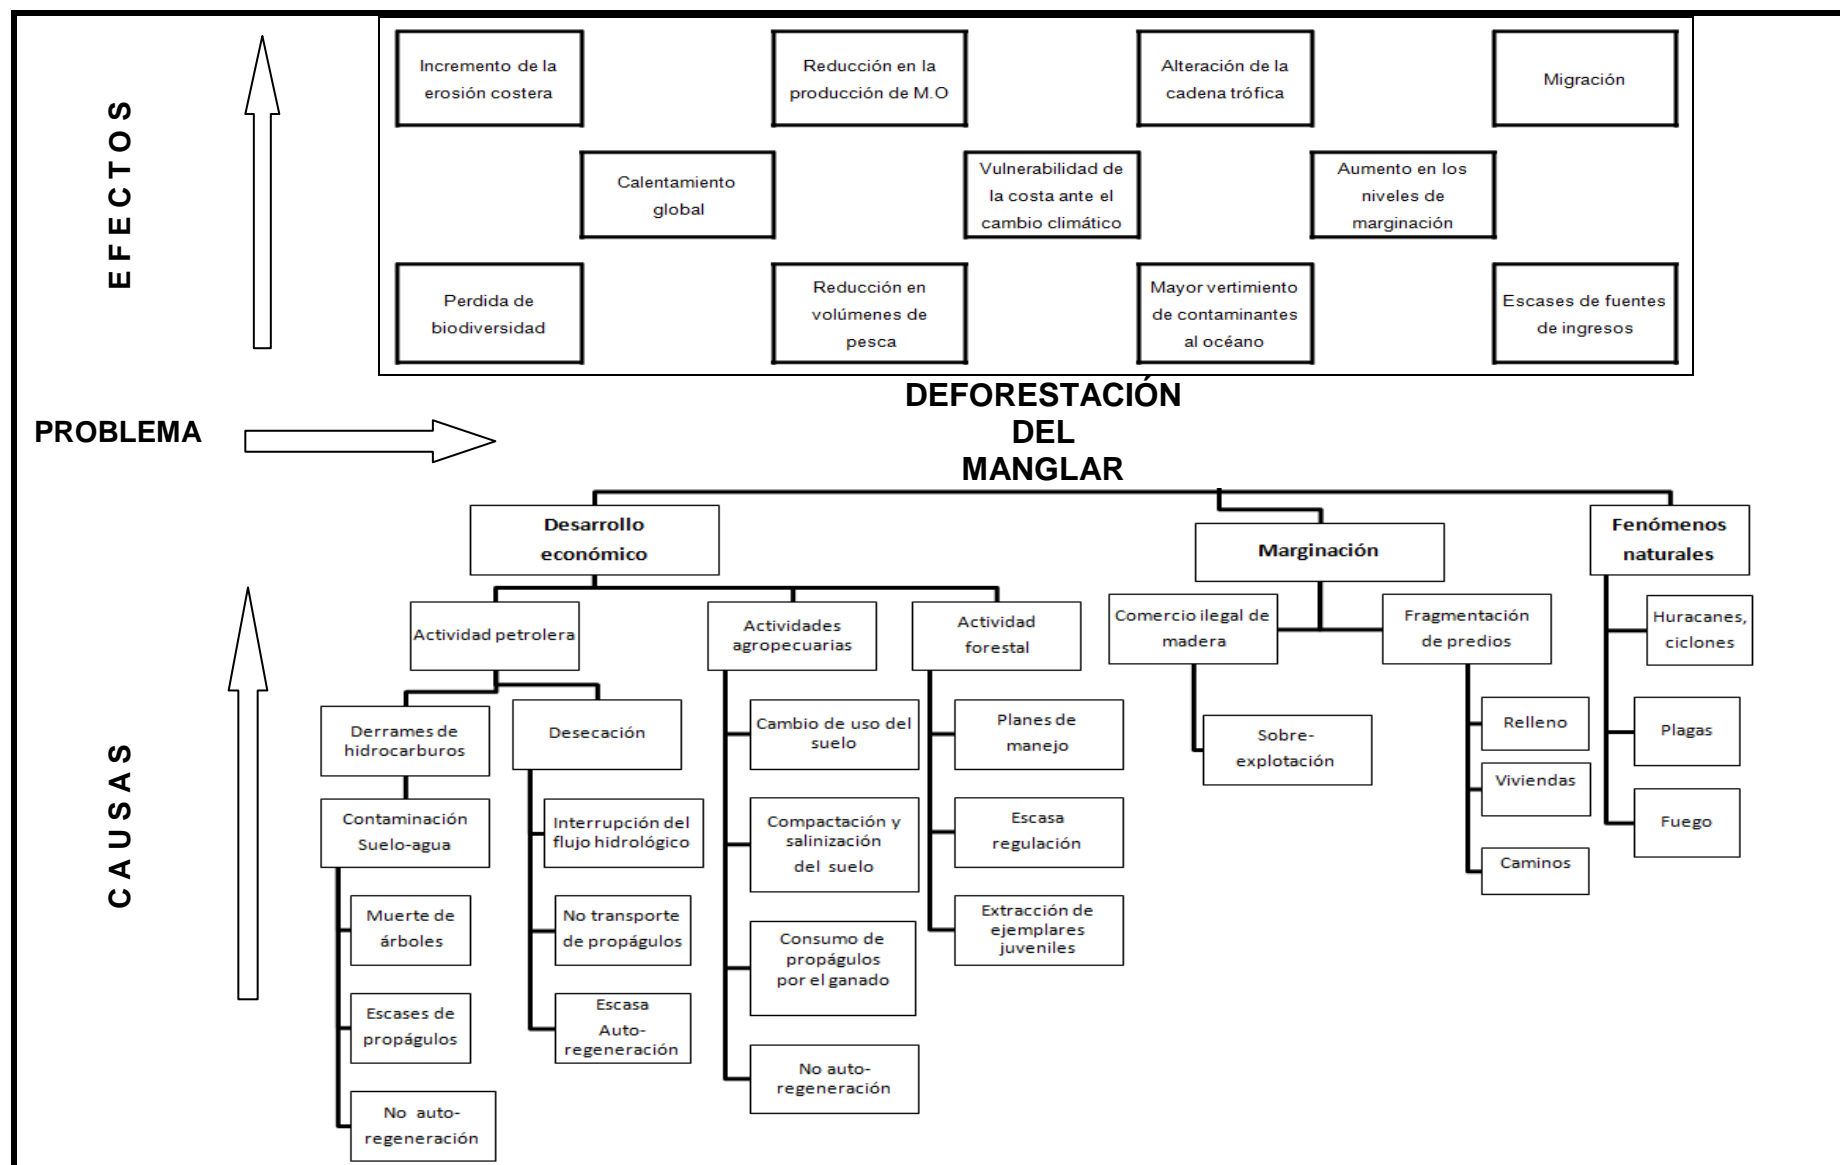 EFECTOS
Incremento de la
erosión costera
Reducción en la
producción de M.O
Alteración de la
cadena trófica
Migración
Calentamiento
global
Vulnerabilidad de
la costa ante el
cambio climático
Aumento en los
niveles de
marginación
Perdida de
biodiversidad
Reducción en
volúmenes de
pesca
Mayor vertimiento
de contaminantes
al océano
Escases de fuentes
de ingresos
PROBLEMA
DEFORESTACIÓN
DEL
MANGLAR
CAUSAS
Desarrollo
económico
Marginación
Fenómenos
naturales
Actividad petrolera
Actividades
agropecuarias
Actividad
forestal
Comercio ilegal de
madera
Fragmentación
de predios
Huracanes,
ciclones
Derrames de
hidrocarburos
Desecación
Cambio de uso del
suelo
Planes de
manejo
Sobre-
explotación
Relleno
Plagas
Viviendas
Contaminación
Suelo-agua
Interrupción del
flujo hidrológico
Compactación y
salinización
del suelo
Escasa
regulación
Caminos
Fuego
Muerte de
árboles
No transporte
de propágulos
Consumo de
propágulos
por el ganado
Extracción de
ejemplares
juveniles
Escases de
propágulos
Escasa
Auto-
regeneración
No auto-
regeneración
No auto-
regeneración